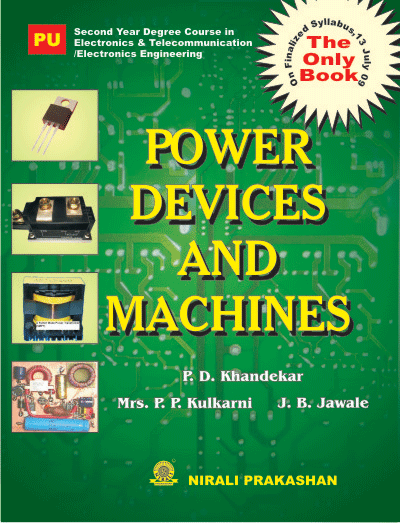 PU
Second Year Degree Course in
Electronics & Telecommunication
/Electronics Engineering
On Finalized Syllabus,13 July 09
The
Only
Book
POWER
DEVICES
AND
MACHINES
P. D. Khandekar
Mrs. P. P. Kulkarni J. B. Jawale
NIRALI PRAKASHAN